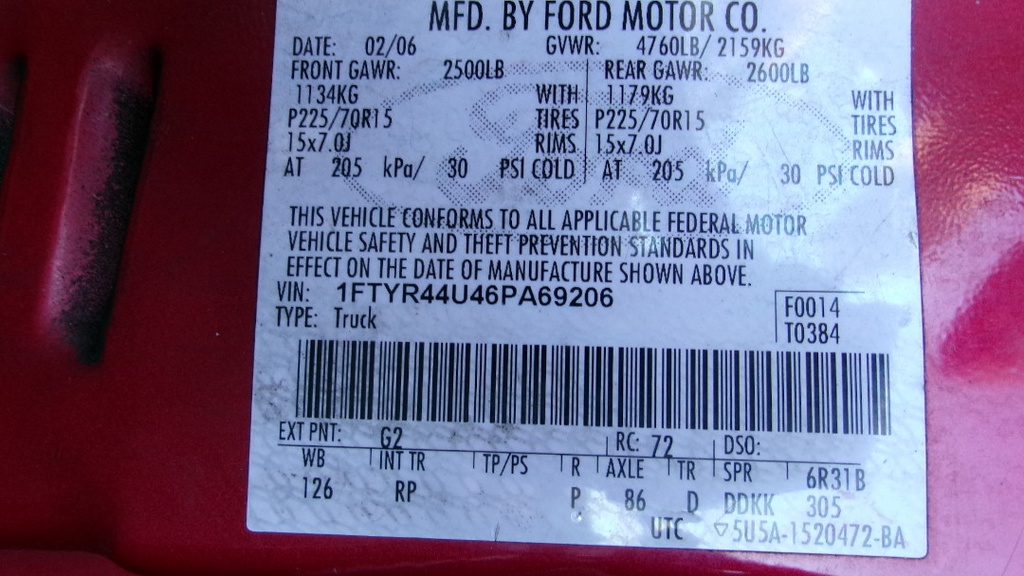 MFD. BY FORD MOTOR CO.
DATE: 02/06 GVWR: 4760LB/ 2159KG
FRONT GAWR: 2500LB REAR GAWR: 2600LB
1134KG WITH 1179KG WITH
P225/70R15 TIRES P225/70R15 TIRES
15x7.0J RIMS 15x7.0J RIMS
AT 205 kPa/ 30 PSI COLD AT 205 kPa/ 30 PSI COLD
THIS VEHICLE CONFORMS TO ALL APPLICABLE FEDERAL MOTOR
VEHICLE SAFETY AND THEFT PREVENTION STANDARDS IN
EFFECT ON THE DATE OF MANUFACTURE SHOWN ABOVE.
VIN: 1FTYR44U46PA69206 F0014
TYPE: Truck T0384
EXT PNT: G2 RC: 72 DSO:
WB INT TR TP/PS R AXLE TR SPR 6R31B
126 RP P 86 D DDKK 305
UTC ▽5U5A-1520472-BA